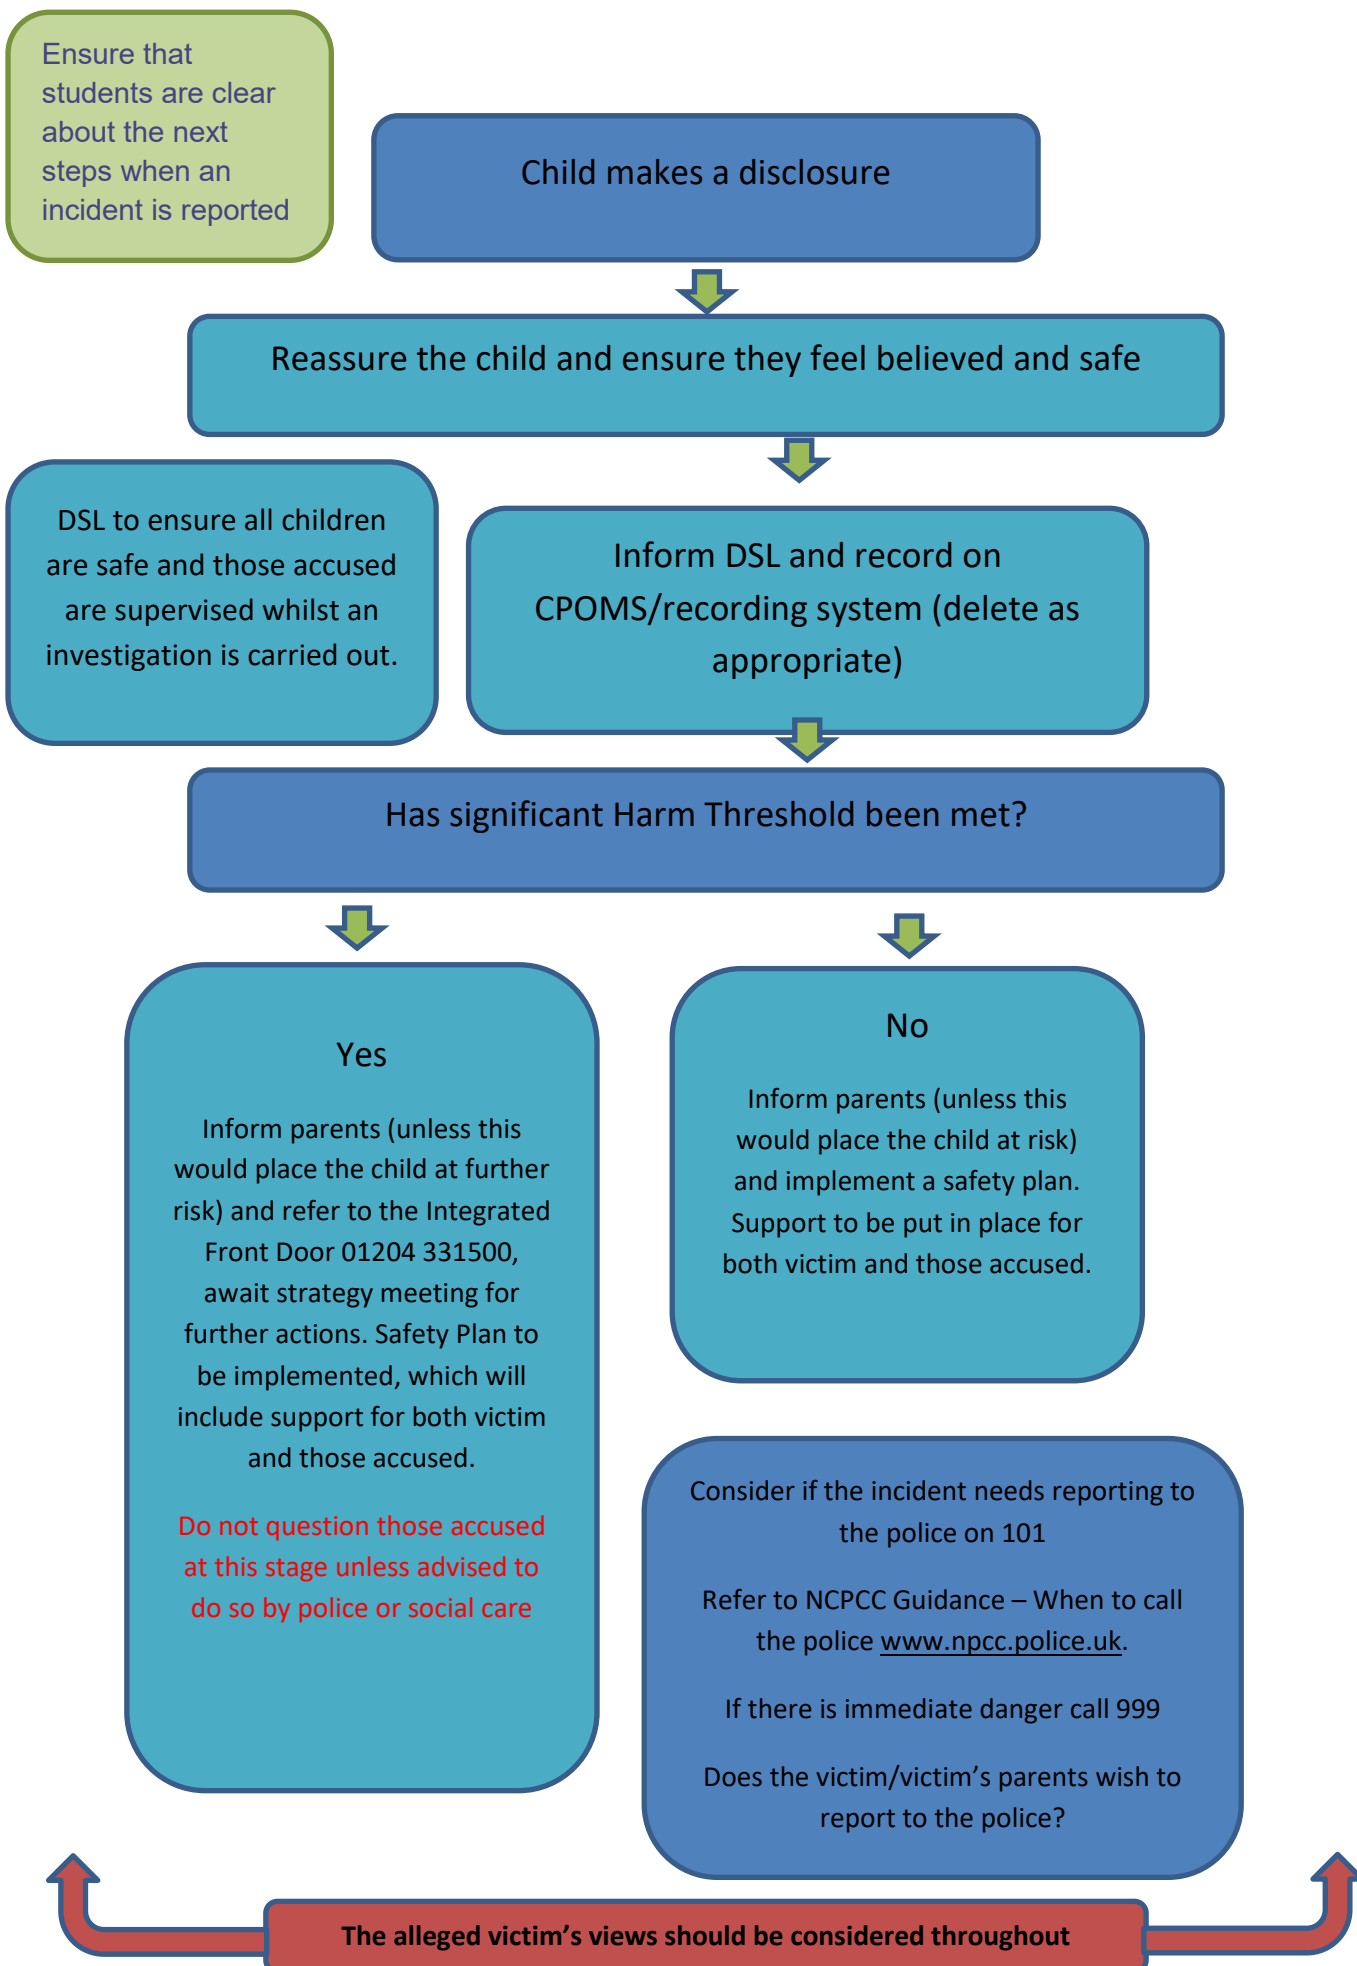 Ensure that
students are clear
about the next
steps when an
incident is reported
Child makes a disclosure
Reassure the child and ensure they feel believed and safe
DSL to ensure all children
are safe and those accused
are supervised whilst an
investigation is carried out.
Inform DSL and record on
CPOMS/recording system (delete as
appropriate)
Has significant Harm Threshold been met?
Yes
Inform parents (unless this
would place the child at further
risk) and refer to the Integrated
Front Door 01204 331500,
await strategy meeting for
further actions. Safety Plan to
be implemented, which will
include support for both victim
and those accused.
Do not question those accused
at this stage unless advised to
do so by police or social care
No
Inform parents (unless this
would place the child at risk)
and implement a safety plan.
Support to be put in place for
both victim and those accused.
Consider if the incident needs reporting to
the police on 101
Refer to NCPCC Guidance – When to call
the police www.npcc.police.uk.
If there is immediate danger call 999
Does the victim/victim’s parents wish to
report to the police?
The alleged victim’s views should be considered throughout